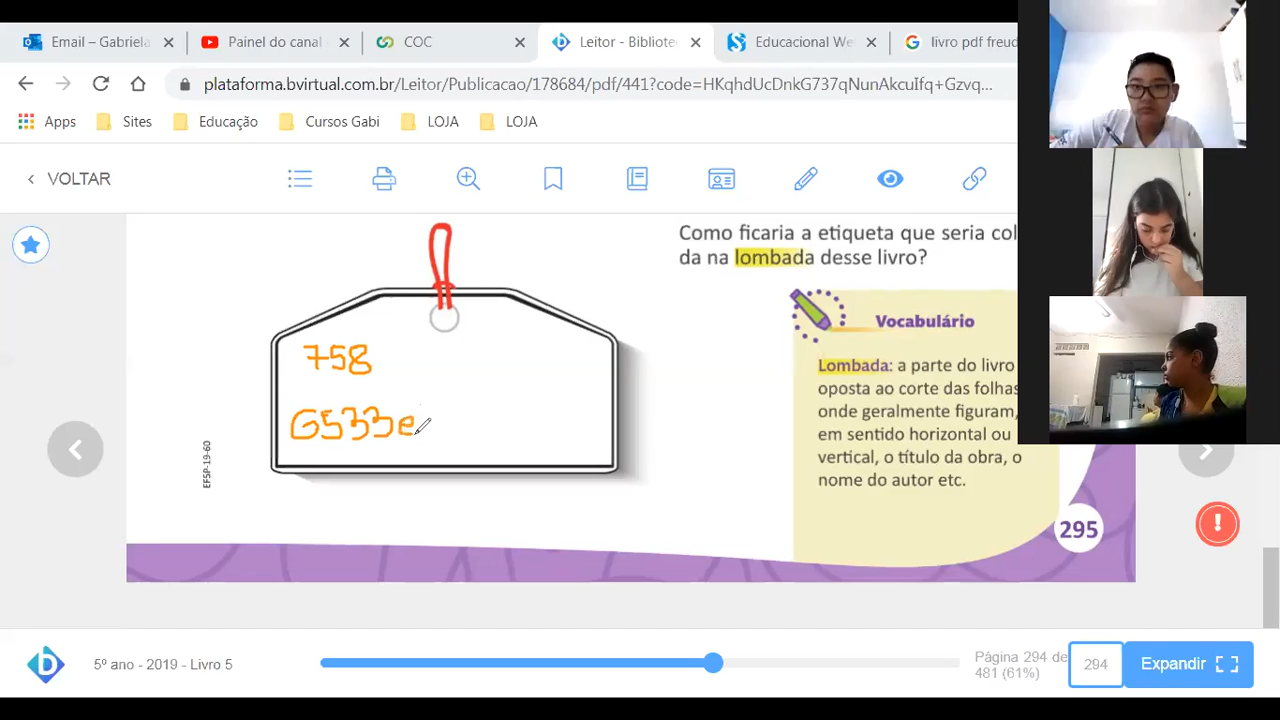 Email – Gabriela
Painel do canal
COC
Leitor - Bibliote
Educacional We
livro pdf freud
plataforma.bvirtual.com.br/Leitor/Publicacao/178684/pdf/441?code=HKqhdUcDnkG737qNunAkcuIfq+Gzvq...
Apps
Sites
Educação
Cursos Gabi
LOJA
LOJA
VOLTAR
Como ficaria a etiqueta que seria col
da na lombada desse livro?
758
G533e
EF5P-19-60
Vocabulário
Lombada: a parte do livro
oposta ao corte das folhas
onde geralmente figuram,
em sentido horizontal ou
vertical, o título da obra, o
nome do autor etc.
295
5º ano - 2019 - Livro 5
Página 294 de
481 (61%)
294
Expandir